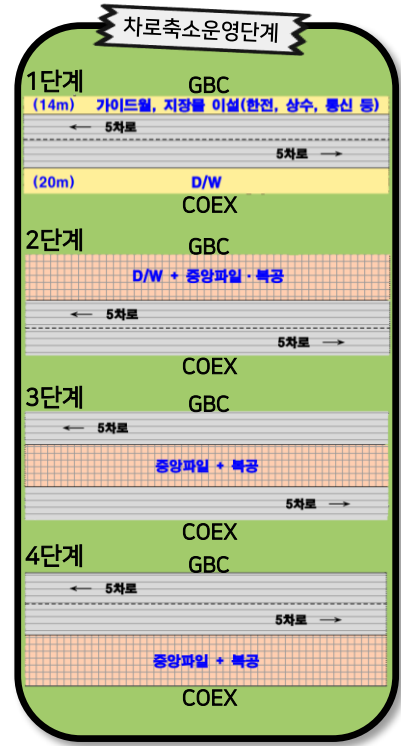 차로축소운영단계
1단계
GBC
(14m) 가이드월, 지장물 이설(한전, 상수, 통신 등)
← 5차로
5차로 →
(20m) D/W
COEX
2단계
GBC
D/W + 중앙파일 · 복공
← 5차로
5차로 →
COEX
3단계
GBC
← 5차로
중앙파일 + 복공
5차로 →
COEX
4단계
GBC
← 5차로
5차로 →
중앙파일 + 복공
COEX